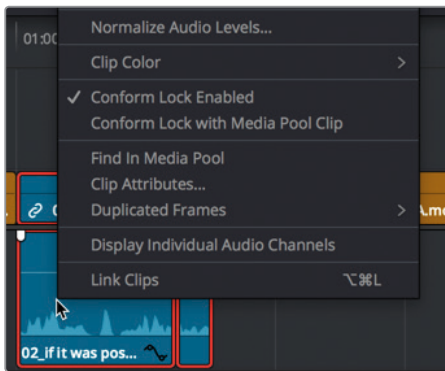 Normalize Audio Levels...
01:00
Clip Color >
✓ Conform Lock Enabled
Conform Lock with Media Pool Clip
Find In Media Pool
Clip Attributes...
Duplicated Frames >
Display Individual Audio Channels
Link Clips ⌥⌘L
02_if it was pos...